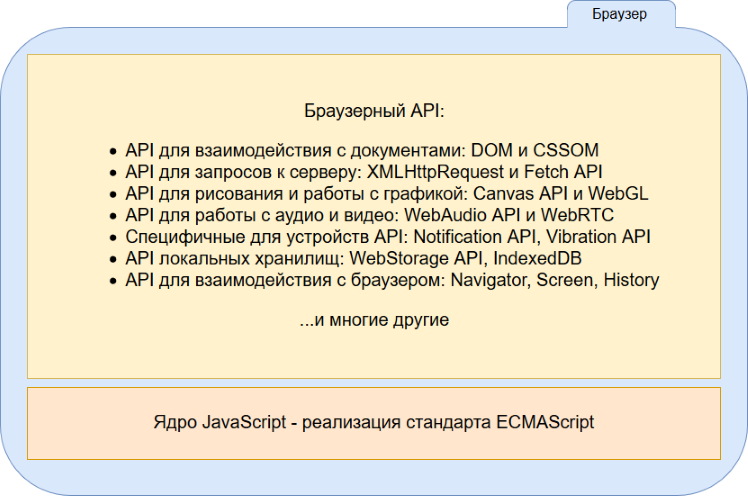 Браузер
Браузерный API:
• API для взаимодействия с документами: DOM и CSSOM
• API для запросов к серверу: XMLHttpRequest и Fetch API
• API для рисования и работы с графикой: Canvas API и WebGL
• API для работы с аудио и видео: WebAudio API и WebRTC
• Специфичные для устройств API: Notification API, Vibration API
• API локальных хранилищ: WebStorage API, IndexedDB
• API для взаимодействия с браузером: Navigator, Screen, History
...и многие другие
Ядро JavaScript - реализация стандарта ECMAScript